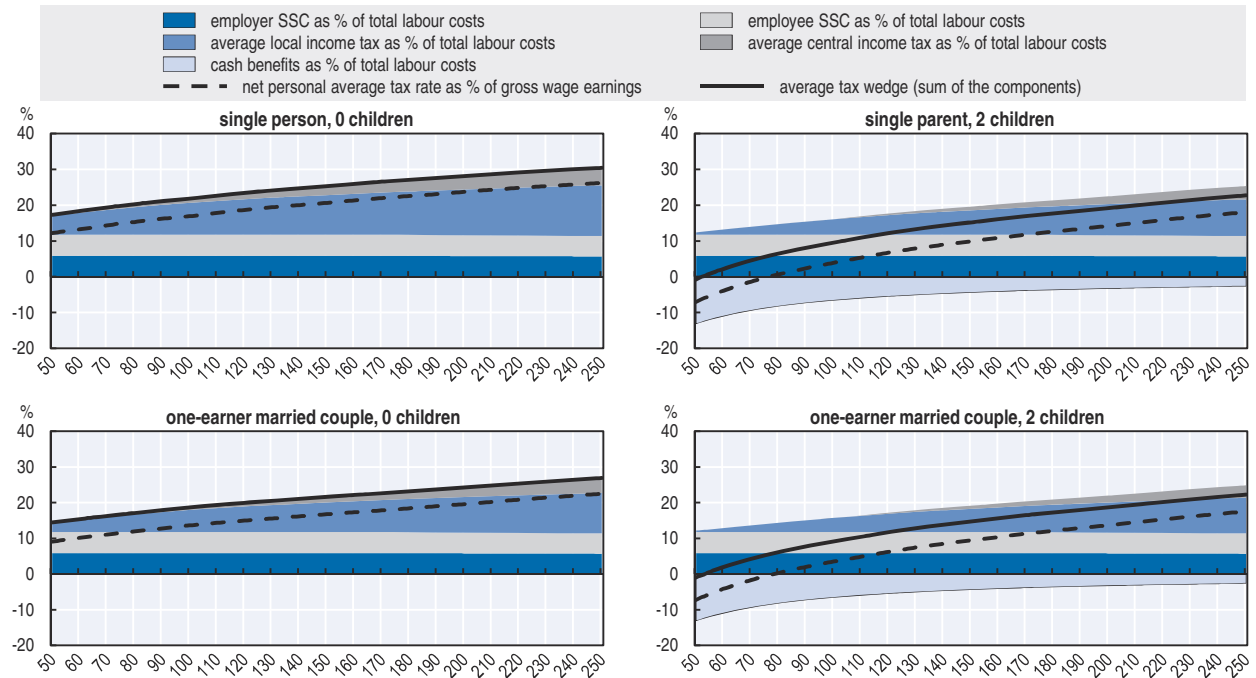 employer SSC as % of total labour costs
employee SSC as % of total labour costs
average local income tax as % of total labour costs
average central income tax as % of total labour costs
cash benefits as % of total labour costs
net personal average tax rate as % of gross wage earnings
average tax wedge (sum of the components)
%
single person, 0 children
40
30
20
10
0
-10
-20
50 60 70 80 90 100 110 120 130 140 150 160 170 180 190 200 210 220 230 240 250
%
single parent, 2 children
40
30
20
10
0
-10
-20
50 60 70 80 90 100 110 120 130 140 150 160 170 180 190 200 210 220 230 240 250
%
one-earner married couple, 0 children
40
30
20
10
0
-10
-20
50 60 70 80 90 100 110 120 130 140 150 160 170 180 190 200 210 220 230 240 250
%
one-earner married couple, 2 children
40
30
20
10
0
-10
-20
50 60 70 80 90 100 110 120 130 140 150 160 170 180 190 200 210 220 230 240 250